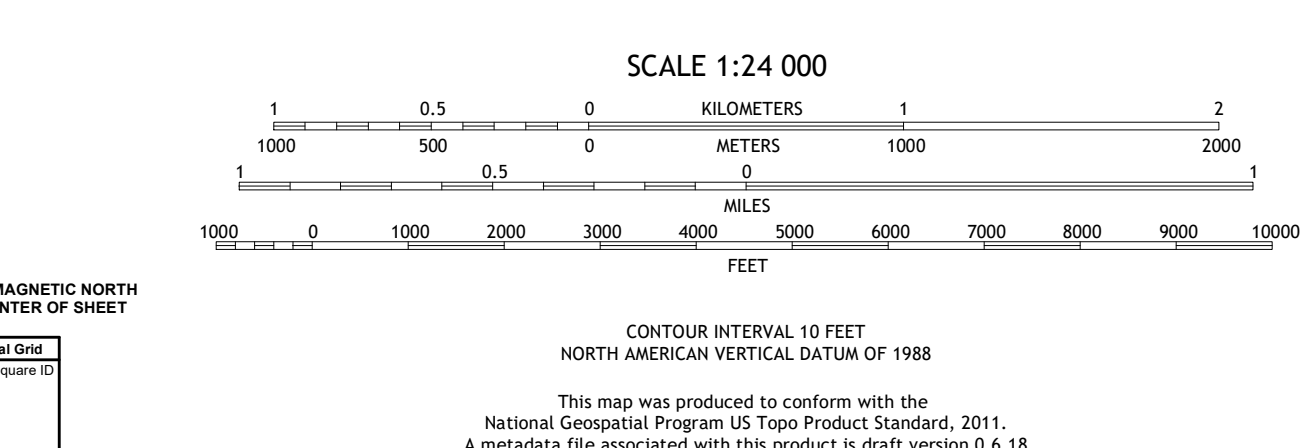 SCALE 1:24 000
1 0.5 0 KILOMETERS 1 2
1000 500 0 METERS 1000 2000
1 0.5 0 1
MILES
1000 0 1000 2000 3000 4000 5000 6000 7000 8000 9000 10000
FEET
MAGNETIC NORTH
NTER OF SHEET
al Grid
quare ID
CONTOUR INTERVAL 10 FEET
NORTH AMERICAN VERTICAL DATUM OF 1988
This map was produced to conform with the
National Geospatial Program US Topo Product Standard, 2011.
A metadata file associated with this product is draft version 0.6.18